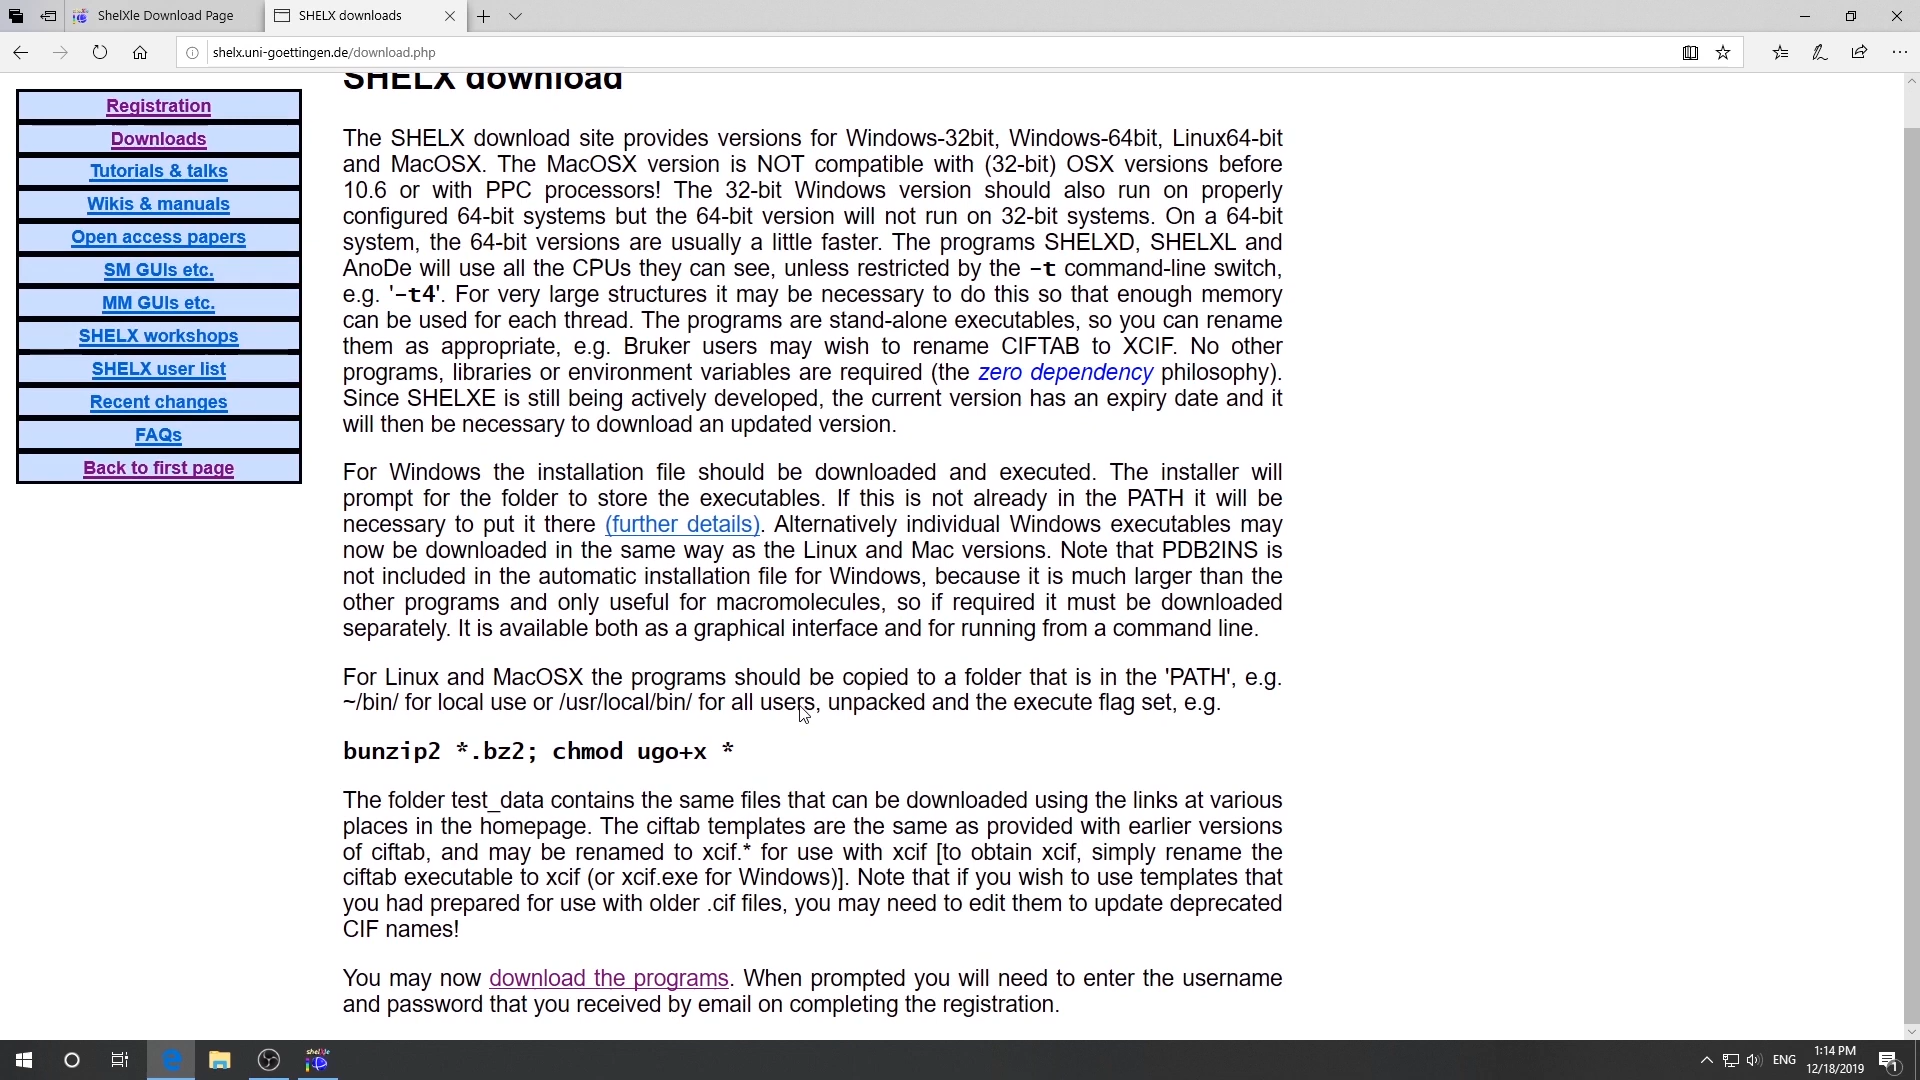 ShelXle Download Page
SHELX downloads
shelx.uni-goettingen.de/download.php
SHELX download
Registration
Downloads
Tutorials & talks
Wikis & manuals
Open access papers
SM GUIs etc.
MM GUIs etc.
SHELX workshops
SHELX user list
Recent changes
FAQs
Back to first page
The SHELX download site provides versions for Windows-32bit, Windows-64bit, Linux64-bit
and MacOSX. The MacOSX version is NOT compatible with (32-bit) OSX versions before
10.6 or with PPC processors! The 32-bit Windows version should also run on properly
configured 64-bit systems but the 64-bit version will not run on 32-bit systems. On a 64-bit
system, the 64-bit versions are usually a little faster. The programs SHELXD, SHELXL and
AnoDe will use all the CPUs they can see, unless restricted by the -t command-line switch,
e.g. '-t4'. For very large structures it may be necessary to do this so that enough memory
can be used for each thread. The programs are stand-alone executables, so you can rename
them as appropriate, e.g. Bruker users may wish to rename CIFTAB to XCIF. No other
programs, libraries or environment variables are required (the zero dependency philosophy).
Since SHELXE is still being actively developed, the current version has an expiry date and it
will then be necessary to download an updated version.
For Windows the installation file should be downloaded and executed. The installer will
prompt for the folder to store the executables. If this is not already in the PATH it will be
necessary to put it there (further details). Alternatively individual Windows executables may
now be downloaded in the same way as the Linux and Mac versions. Note that PDB2INS is
not included in the automatic installation file for Windows, because it is much larger than the
other programs and only useful for macromolecules, so if required it must be downloaded
separately. It is available both as a graphical interface and for running from a command line.
For Linux and MacOSX the programs should be copied to a folder that is in the 'PATH', e.g.
~/bin/ for local use or /usr/local/bin/ for all users, unpacked and the execute flag set, e.g.
bunzip2 *.bz2; chmod ugo+x *
The folder test_data contains the same files that can be downloaded using the links at various
places in the homepage. The ciftab templates are the same as provided with earlier versions
of ciftab, and may be renamed to xcif.* for use with xcif [to obtain xcif, simply rename the
ciftab executable to xcif (or xcif.exe for Windows)]. Note that if you wish to use templates that
you had prepared for use with older .cif files, you may need to edit them to update deprecated
CIF names!
You may now download the programs. When prompted you will need to enter the username
and password that you received by email on completing the registration.
shelXle
ENG
1:14 PM
12/18/2019
1